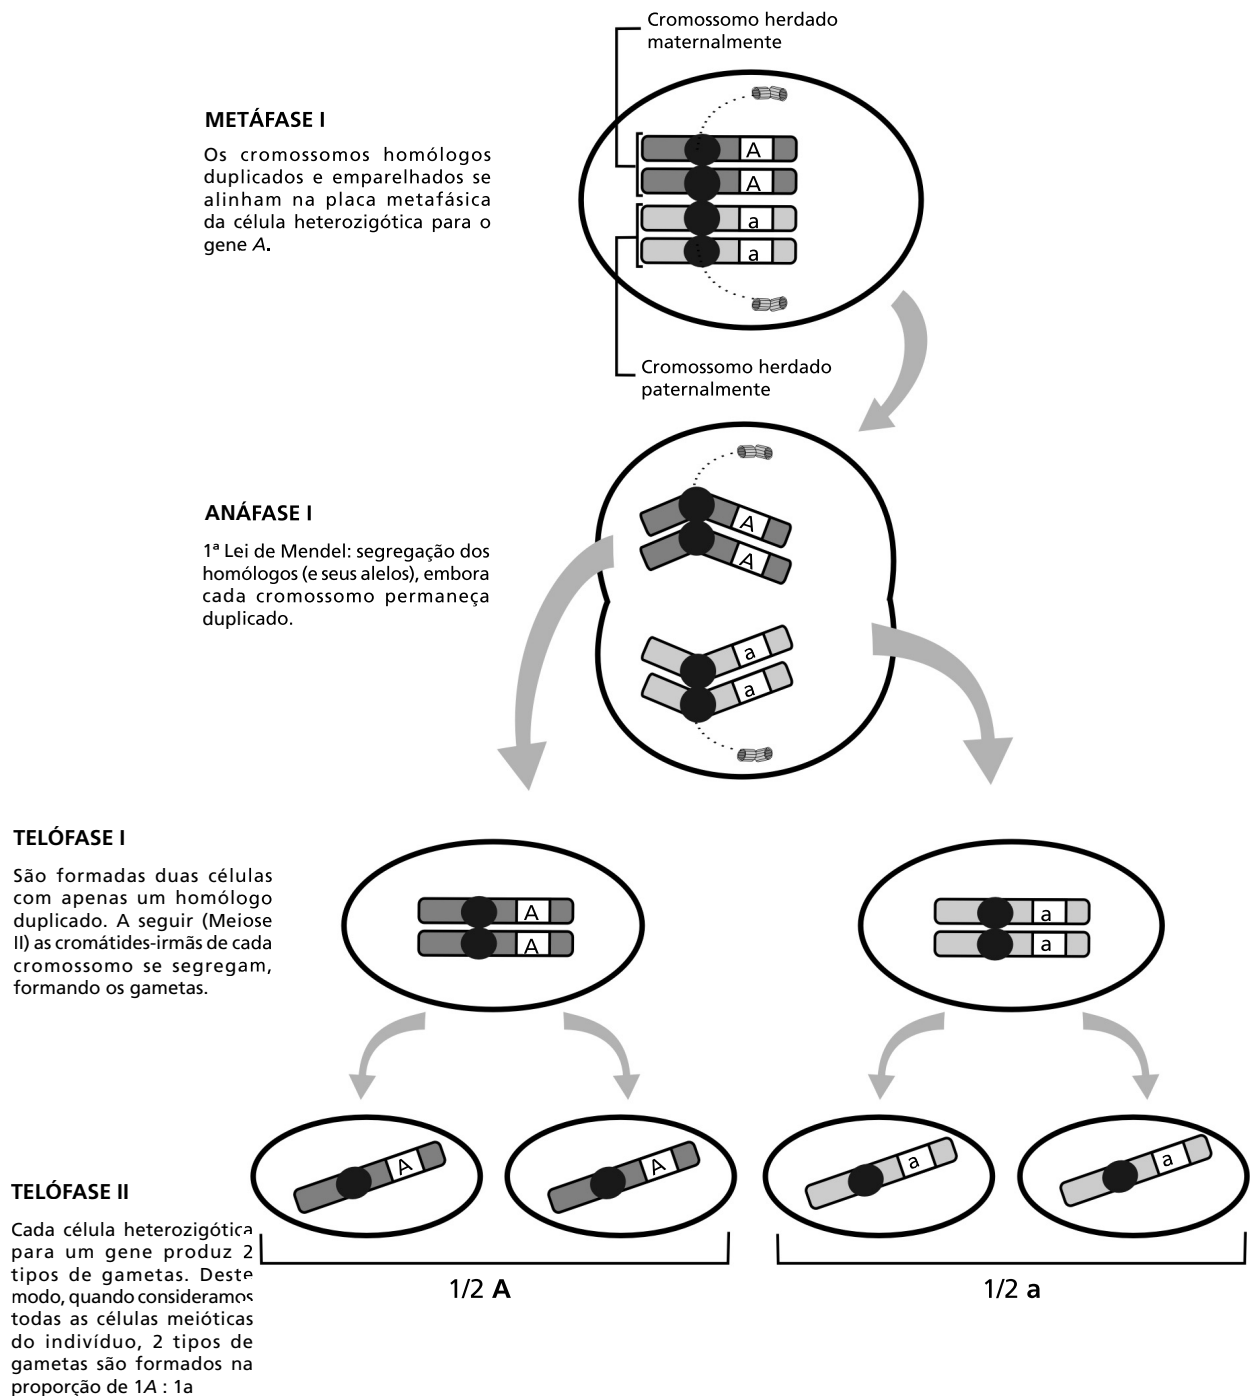 Cromossomo herdado
maternalmente
METÁFASE I
Os cromossomos homólogos
duplicados e emparelhados se
alinham na placa metafásica
da célula heterozigótica para o
gene A.
A
A
a
a
Cromossomo herdado
paternalmente
ANÁFASE I
1ª Lei de Mendel: segregação dos
homólogos (e seus alelos), embora
cada cromossomo permaneça
duplicado.
A
A
a
a
TELÓFASE I
São formadas duas células
com apenas um homólogo
duplicado. A seguir (Meiose
II) as cromátides-irmãs de cada
cromossomo se segregam,
formando os gametas.
A
A
a
a
A
A
a
a
TELÓFASE II
Cada célula heterozigótica
para um gene produz 2
tipos de gametas. Deste
modo, quando consideramos
todas as células meióticas
do indivíduo, 2 tipos de
gametas são formados na
proporção de 1A : 1a
1/2 A
1/2 a